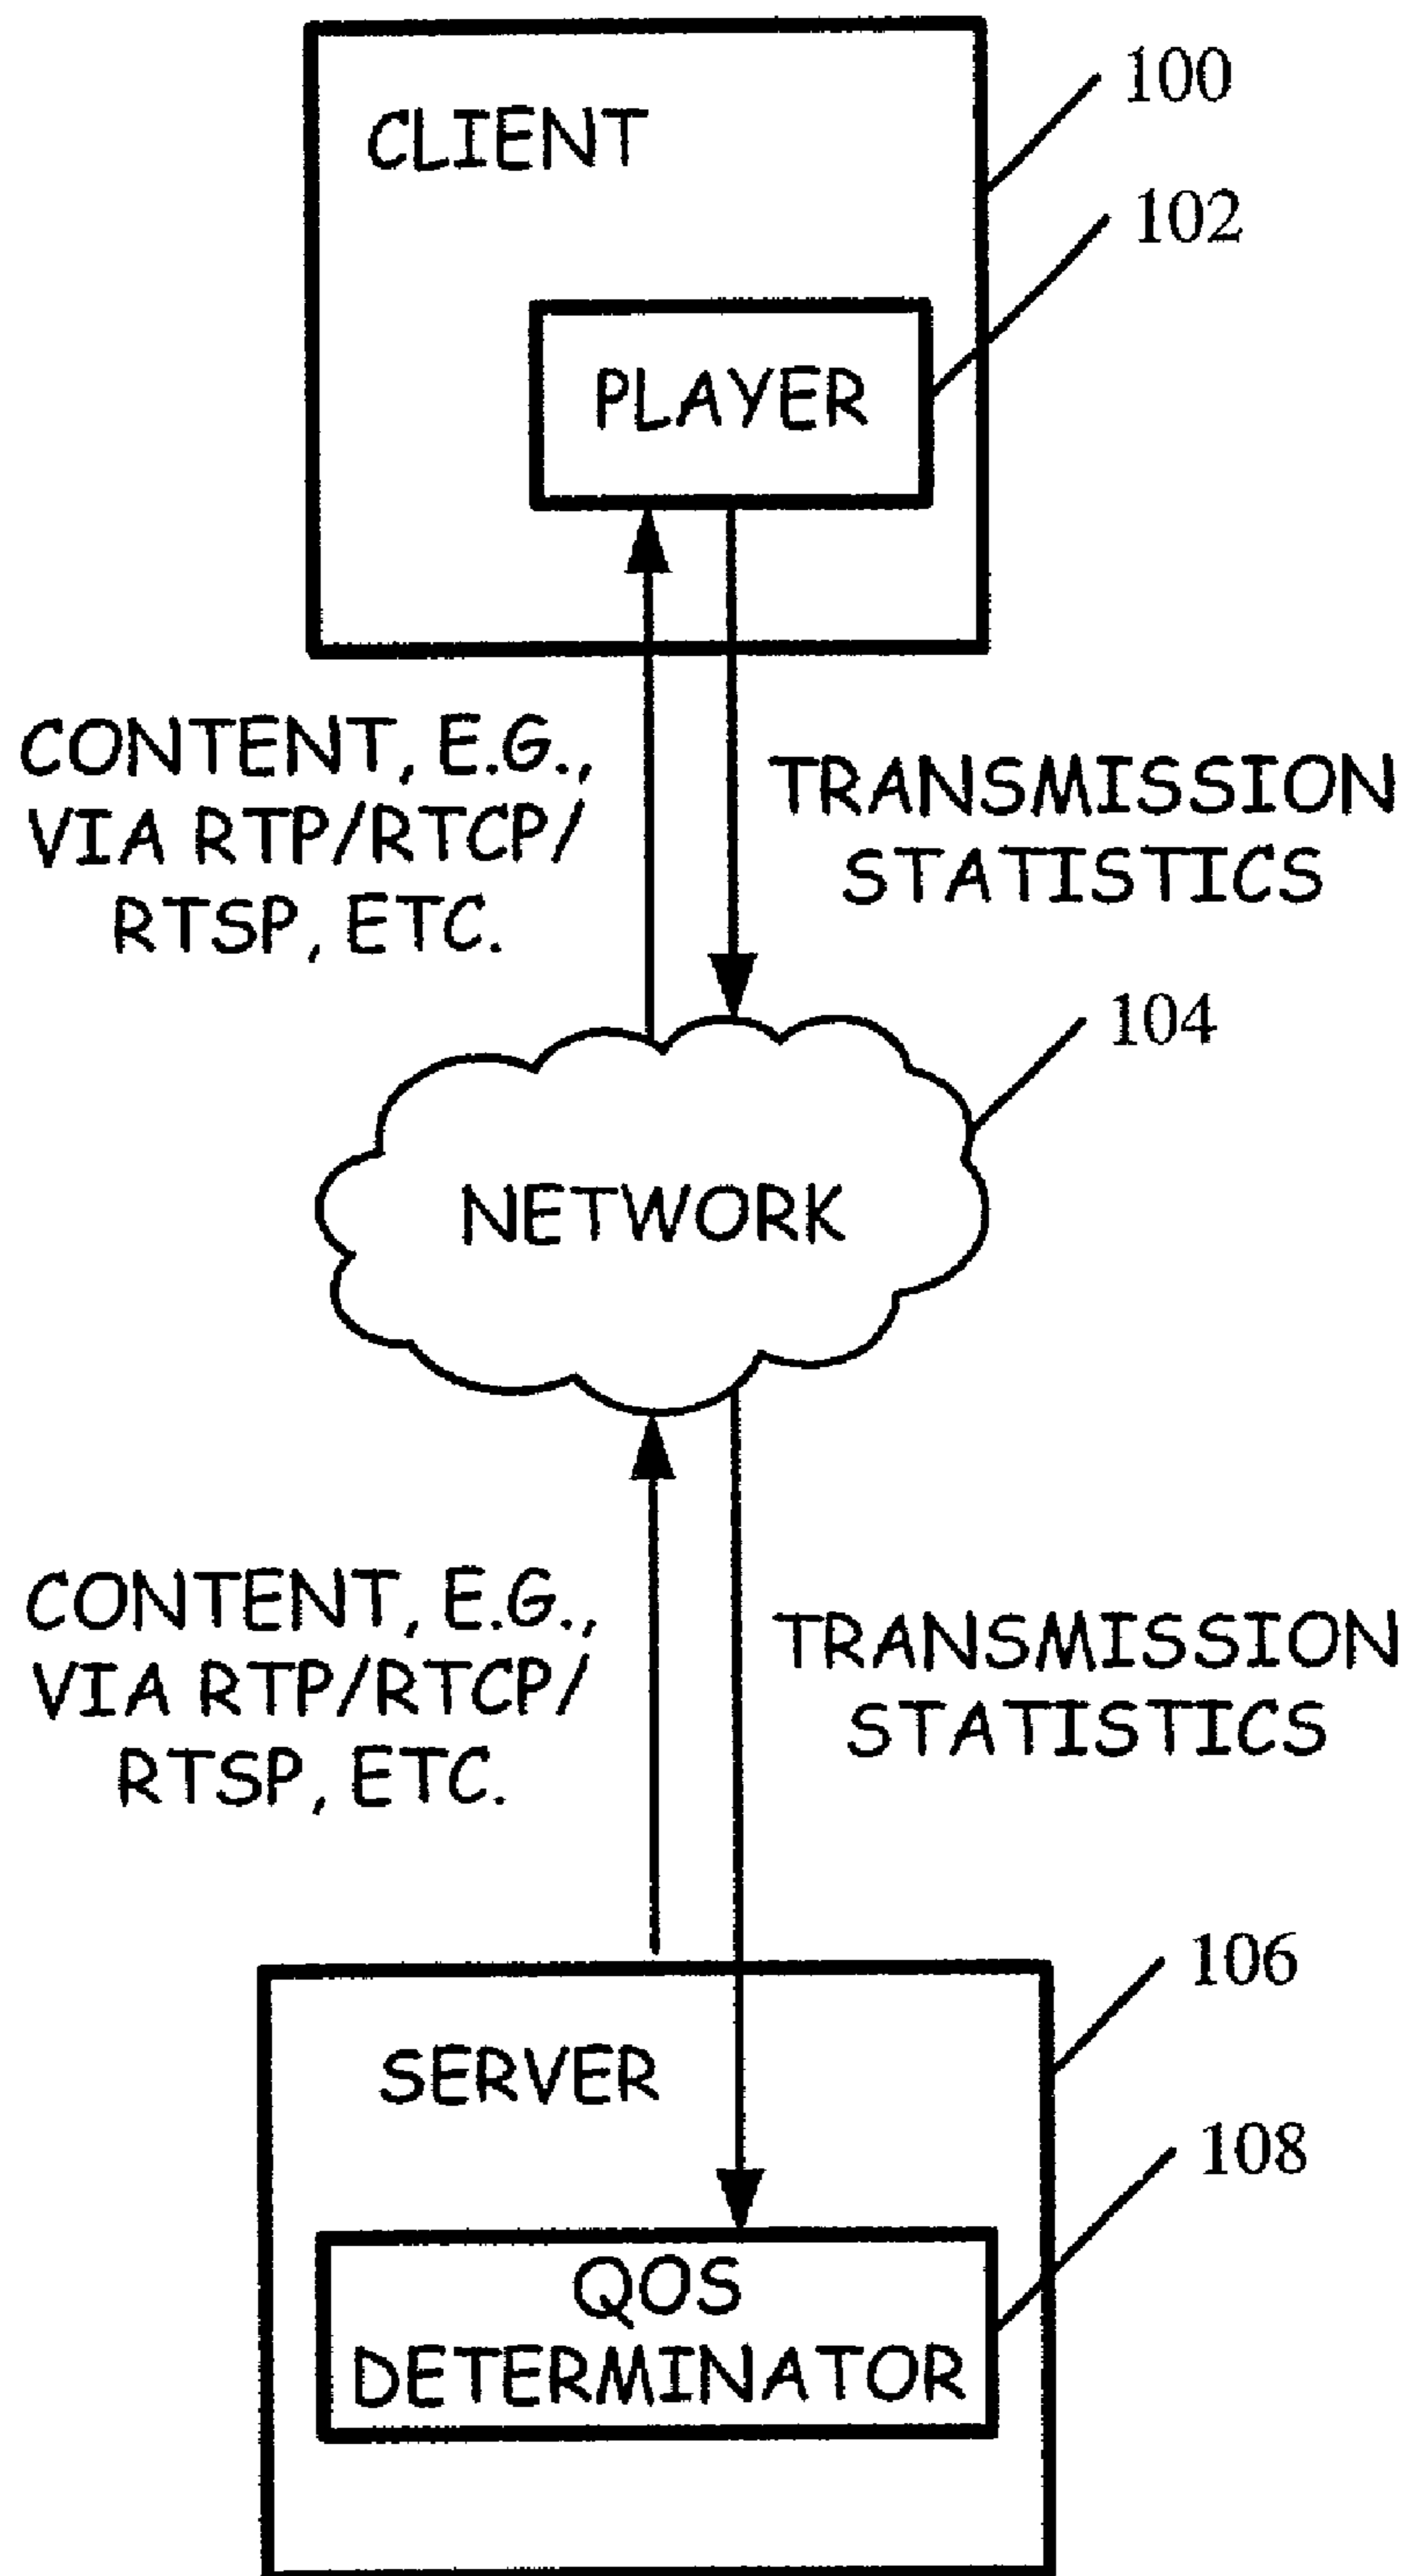 100
CLIENT
102
PLAYER
CONTENT, E.G.,
VIA RTP/RTCP/
RTSP, ETC.
TRANSMISSION
STATISTICS
104
NETWORK
CONTENT, E.G.,
VIA RTP/RTCP/
RTSP, ETC.
TRANSMISSION
STATISTICS
106
SERVER
108
QOS
DETERMINATOR